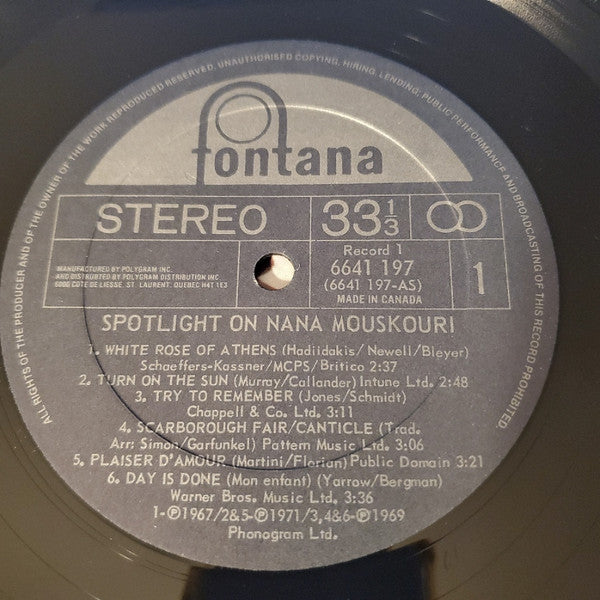 ALL RIGHTS OF THE PRODUCER AND OF THE OWNER OF THE WORK REPRODUCED RESERVED. UNAUTHORISED COPYING, HIRING, LENDING, PUBLIC PERFORMANCE AND BROADCASTING OF THIS RECORD PROHIBITED
fontana
STEREO
33 1/3
Record 1
6641 197
(6641 197-AS)
MADE IN CANADA
1
MANUFACTURED BY POLYGRAM INC.
AND DISTRIBUTED BY POLYGRAM DISTRIBUTION INC.
6000 COTE DE LIESSE, ST. LAURENT, QUEBEC H4T 1E3
SPOTLIGHT ON NANA MOUSKOURI
1. WHITE ROSE OF ATHENS (Hadjidakis/Newell/Bleyer)
Schaeffers-Kassner/MCPS/Britico 2:37
2. TURN ON THE SUN (Murray/Callander) Intune Ltd. 2:48
3. TRY TO REMEMBER (Jones/Schmidt)
Chappell & Co. Ltd. 3:11
4. SCARBOROUGH FAIR/CANTICLE (Trad.
Arr: Simon/Garfunkel) Pattern Music Ltd. 3:06
5. PLAISER D'AMOUR (Martini/Florian) Public Domain 3:21
6. DAY IS DONE (Mon enfant) (Yarrow/Bergman)
Warner Bros. Music Ltd. 3:36
1-℗1967/2&5-℗1971/3,4&6-℗1969
Phonogram Ltd.